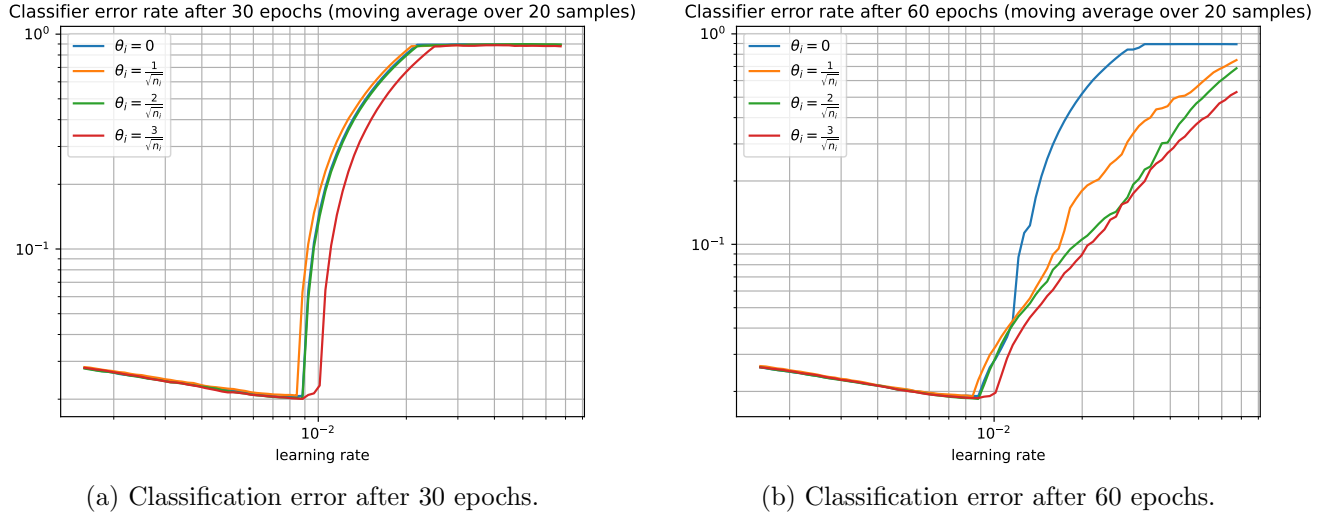 Classifier error rate after 30 epochs (moving average over 20 samples)
10⁰
10⁻¹
θᵢ = 0
θᵢ = 1/√nᵢ
θᵢ = 2/√nᵢ
θᵢ = 3/√nᵢ
10⁻²
learning rate
(a) Classification error after 30 epochs.
Classifier error rate after 60 epochs (moving average over 20 samples)
10⁰
10⁻¹
θᵢ = 0
θᵢ = 1/√nᵢ
θᵢ = 2/√nᵢ
θᵢ = 3/√nᵢ
10⁻²
learning rate
(b) Classification error after 60 epochs.